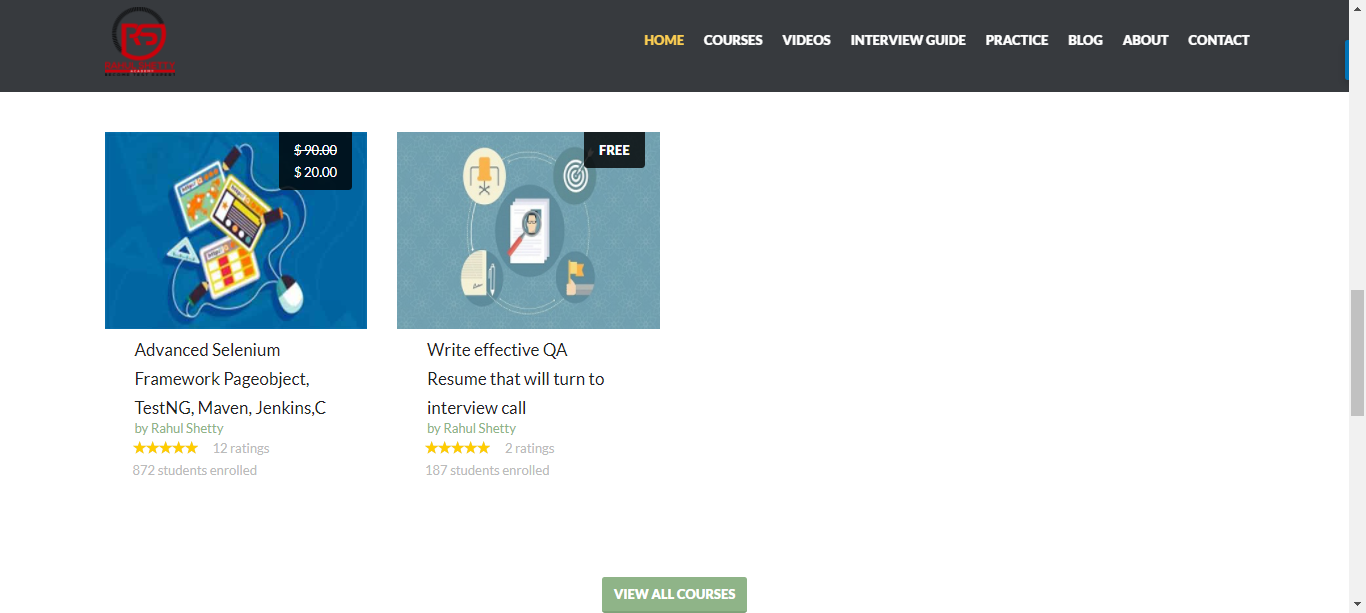 RS
HOME COURSES VIDEOS INTERVIEW GUIDE PRACTICE BLOG ABOUT CONTACT
RAHUL SHETTY
ACADEMY
$ 90.00
$ 20.00
FREE
Advanced Selenium
Framework Pageobject,
TestNG, Maven, Jenkins,C
by Rahul Shetty
12 ratings
872 students enrolled
Write effective QA
Resume that will turn to
interview call
by Rahul Shetty
2 ratings
187 students enrolled
VIEW ALL COURSES